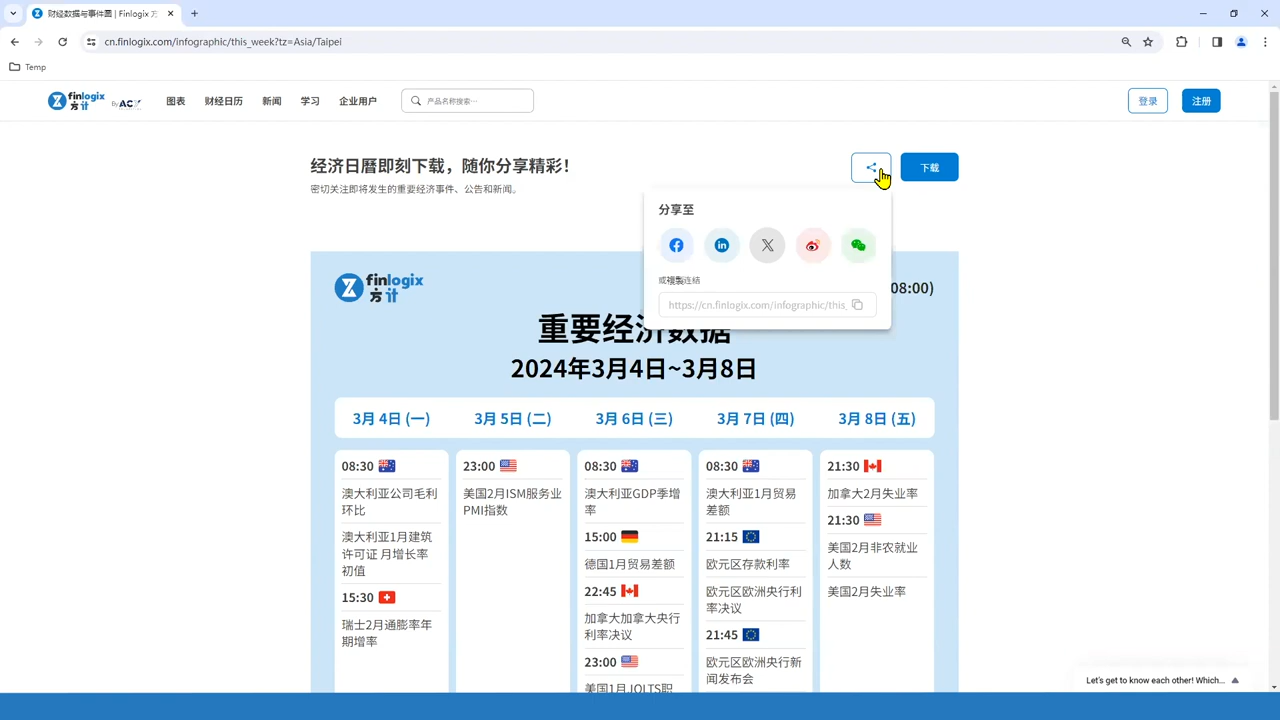 财经数据与事件圖 | Finlogix 方
cn.finlogix.com/infographic/this_week?tz=Asia/Taipei
Temp
finlogix 方计 By ACY 图表 财经日历 新闻 学习 企业用户 产品名称搜索… 登录 注册
经济日曆即刻下载，随你分享精彩！
下载
密切关注即将发生的重要经济事件、公告和新闻。
分享至
或複製连结
https://cn.finlogix.com/infographic/this_
finlogix
方计
08:00)
重要经济数据
2024年3月4日~3月8日
3月 4日 (一) 3月 5日 (二) 3月 6日 (三) 3月 7日 (四) 3月 8日 (五)
08:30
澳大利亚公司毛利
环比
澳大利亚1月建筑
许可证 月增长率
初值
15:30
瑞士2月通膨率年
期增率
23:00
美国2月ISM服务业
PMI指数
08:30
澳大利亚GDP季增
率
15:00
德国1月贸易差额
22:45
加拿大加拿大央行
利率决议
23:00
美国1月JOLTS职
08:30
澳大利亚1月贸易
差额
21:15
欧元区存款利率
欧元区欧洲央行利
率决议
21:45
欧元区欧洲央行新
闻发布会
21:30
加拿大2月失业率
21:30
美国2月非农就业
人数
美国2月失业率
Let's get to know each other! Which...